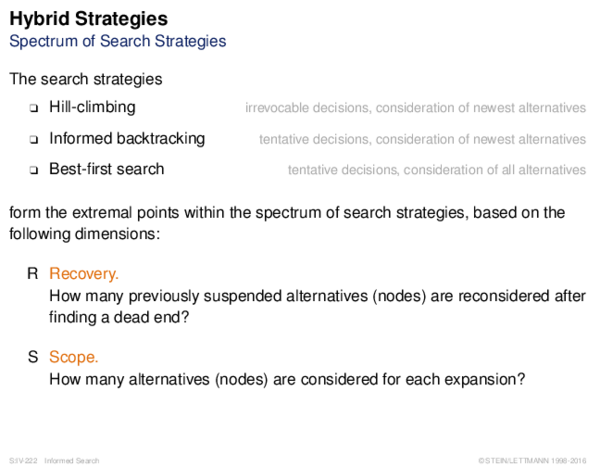 Hybrid Strategies
Spectrum of Search Strategies
The search strategies
❑ Hill-climbing irrevocable decisions, consideration of newest alternatives
❑ Informed backtracking tentative decisions, consideration of newest alternatives
❑ Best-first search tentative decisions, consideration of all alternatives
form the extremal points within the spectrum of search strategies, based on the
following dimensions:
R Recovery.
How many previously suspended alternatives (nodes) are reconsidered after
finding a dead end?
S Scope.
How many alternatives (nodes) are considered for each expansion?
S:IV-222 Informed Search ©STEIN/LETTMANN 1998-2016